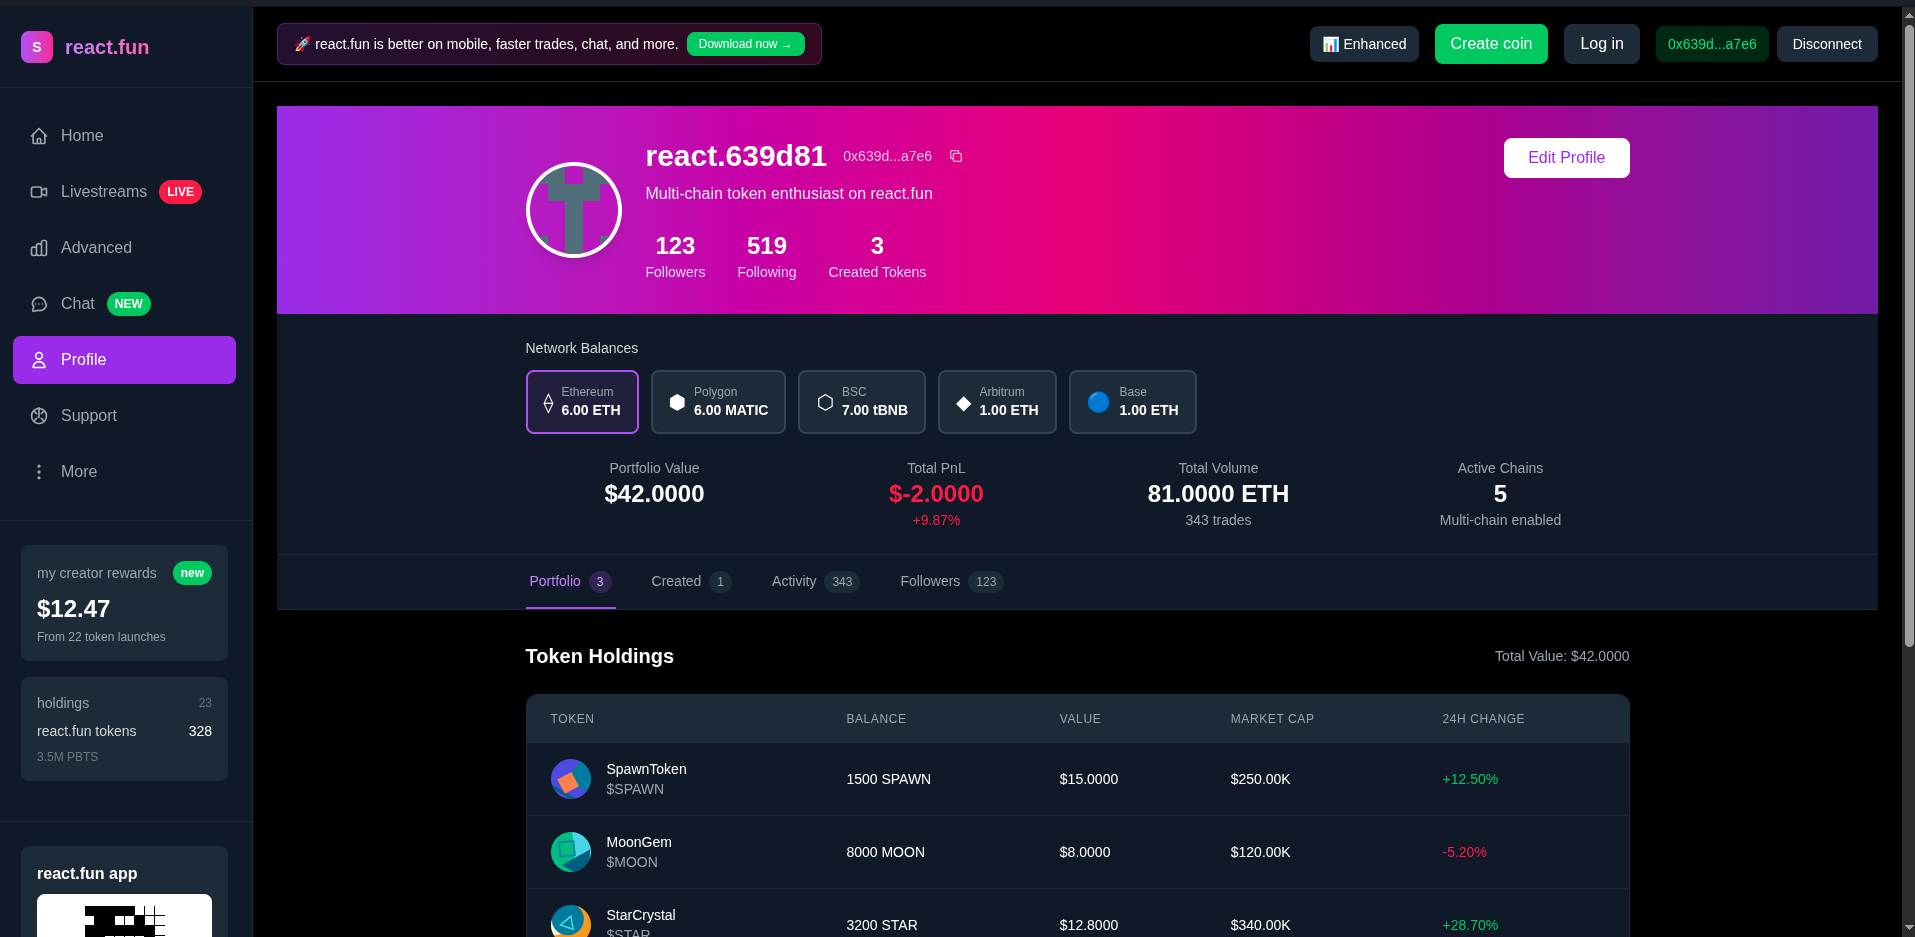 S react.fun
🚀 react.fun is better on mobile, faster trades, chat, and more. Download now →
📊 Enhanced
Create coin
Log in
0x639d...a7e6
Disconnect
Home
Livestreams LIVE
Advanced
Chat NEW
Profile
Support
More
my creator rewards new
$12.47
From 22 token launches
holdings 23
react.fun tokens 328
3.5M PBTS
react.fun app
react.639d81 0x639d...a7e6
Multi-chain token enthusiast on react.fun
123 519 3
Followers Following Created Tokens
Edit Profile
Network Balances
Ethereum
6.00 ETH
Polygon
6.00 MATIC
BSC
7.00 tBNB
Arbitrum
1.00 ETH
Base
1.00 ETH
Portfolio Value
$42.0000
Total PnL
$-2.0000
+9.87%
Total Volume
81.0000 ETH
343 trades
Active Chains
5
Multi-chain enabled
Portfolio 3 Created 1 Activity 343 Followers 123
Token Holdings Total Value: $42.0000
TOKEN BALANCE VALUE MARKET CAP 24H CHANGE
SpawnToken
$SPAWN
1500 SPAWN $15.0000 $250.00K +12.50%
MoonGem
$MOON
8000 MOON $8.0000 $120.00K -5.20%
StarCrystal
$STAR
3200 STAR $12.8000 $340.00K +28.70%